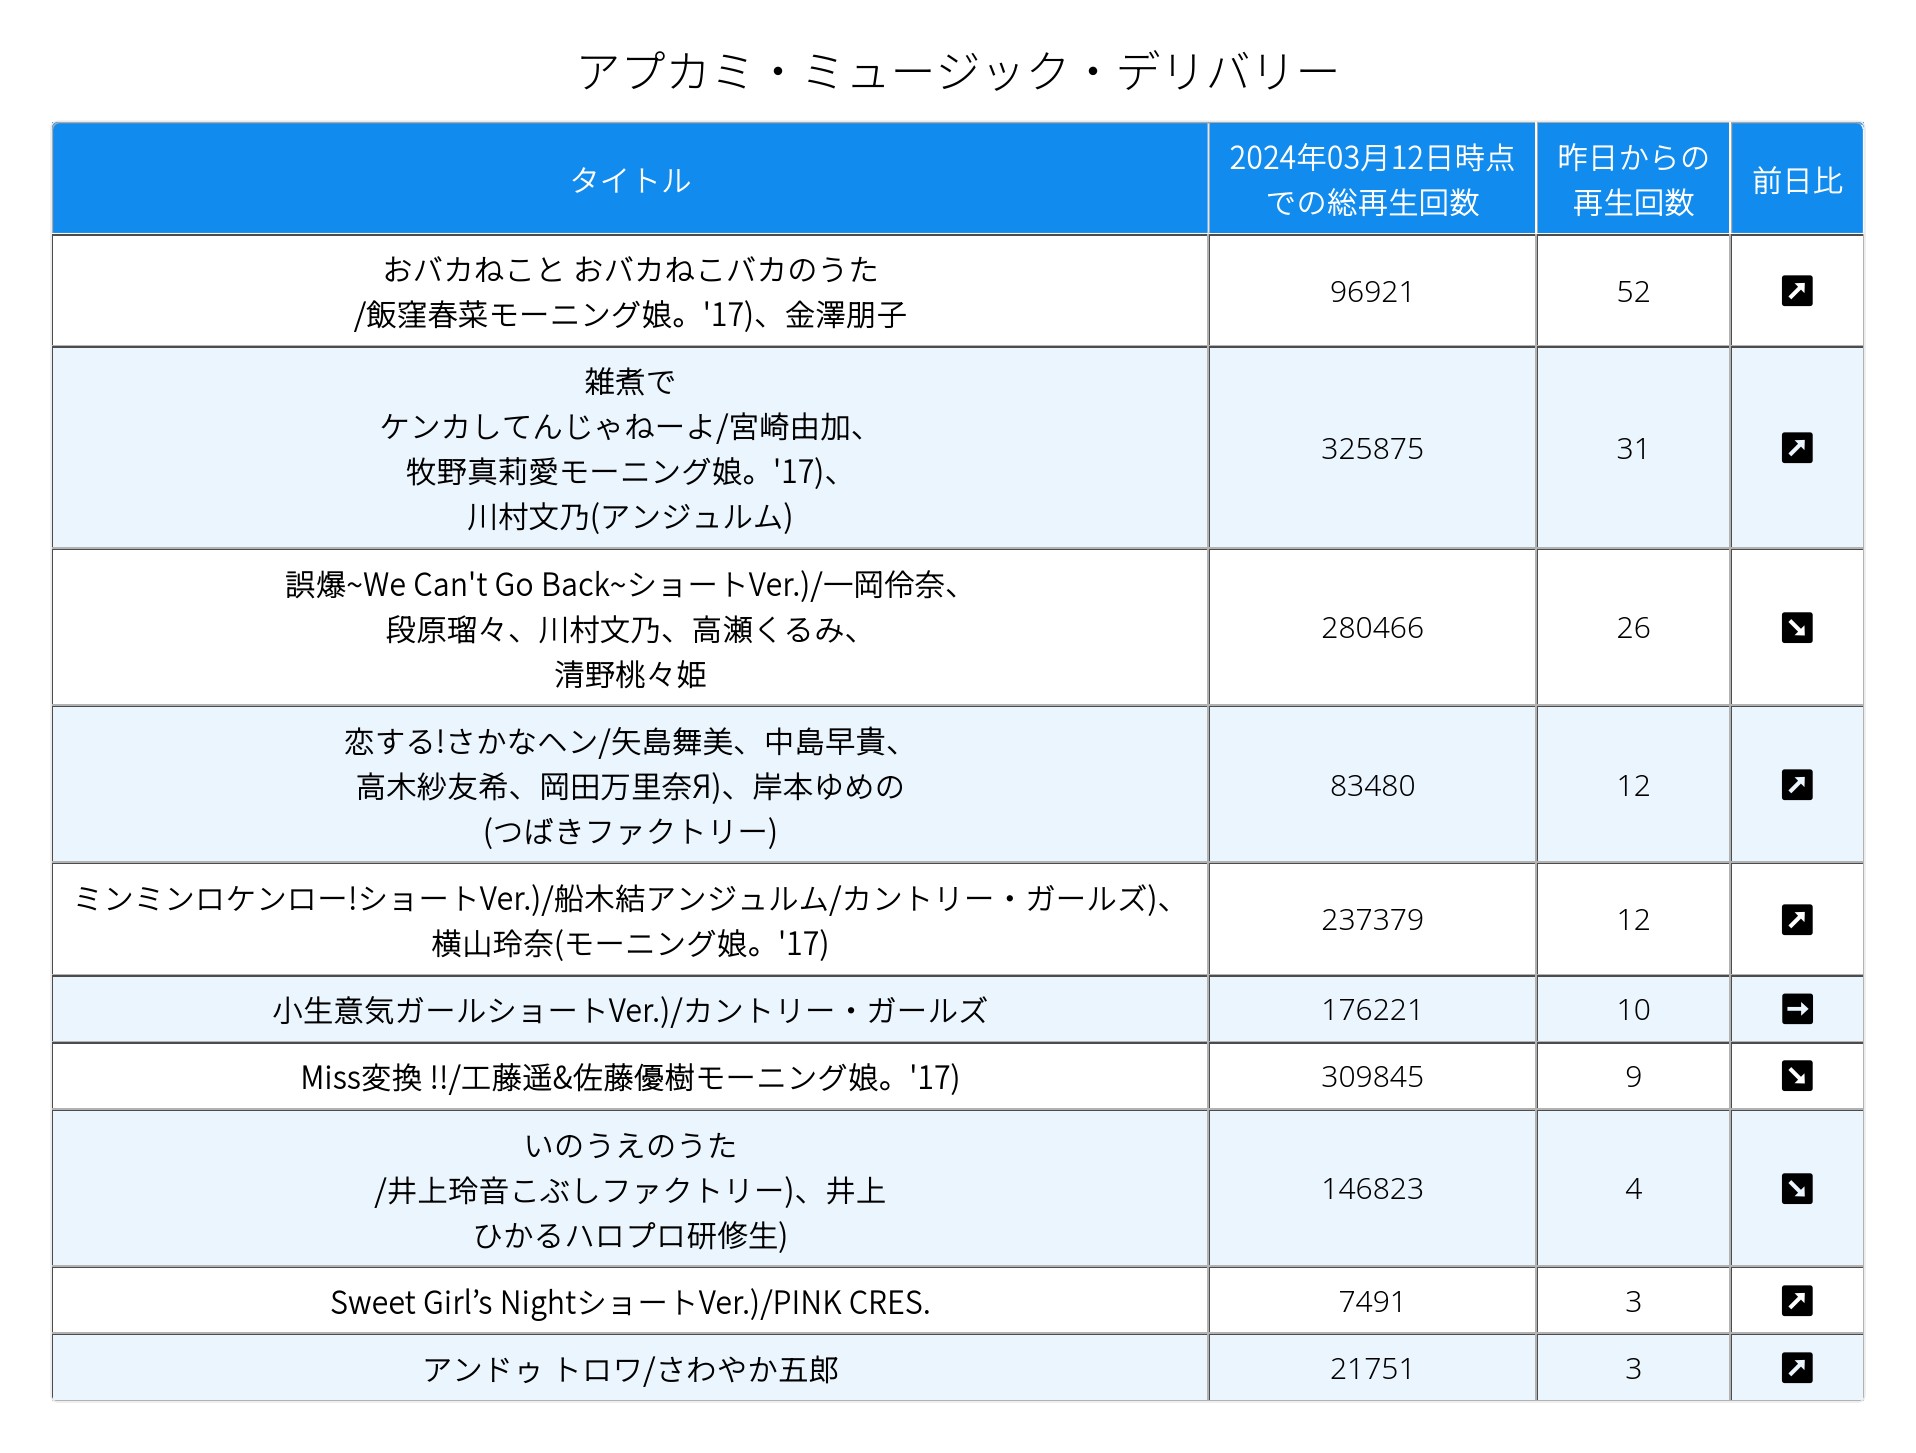 アプカミ・ミュージック・デリバリー
タイトル
2024年03月12日時点
での総再生回数
昨日からの
再生回数
前日比
おバカねこと おバカねこバカのうた
/飯窪春菜モーニング娘。'17)、金澤朋子
96921
52
雑煮で
ケンカしてんじゃねーよ/宮崎由加、
牧野真莉愛モーニング娘。'17)、
川村文乃(アンジュルム)
325875
31
誤爆~We Can't Go Back~ショートVer.)/一岡伶奈、
段原瑠々、川村文乃、高瀬くるみ、
清野桃々姫
280466
26
恋する!さかなヘン/矢島舞美、中島早貴、
高木紗友希、岡田万里奈Я)、岸本ゆめの
(つばきファクトリー)
83480
12
ミンミンロケンロー!ショートVer.)/船木結アンジュルム/カントリー・ガールズ)、
横山玲奈(モーニング娘。'17)
237379
12
小生意気ガールショートVer.)/カントリー・ガールズ
176221
10
Miss変換 !!/工藤遥&佐藤優樹モーニング娘。'17)
309845
9
いのうえのうた
/井上玲音こぶしファクトリー)、井上
ひかるハロプロ研修生)
146823
4
Sweet Girl’s NightショートVer.)/PINK CRES.
7491
3
アンドゥ トロワ/さわやか五郎
21751
3